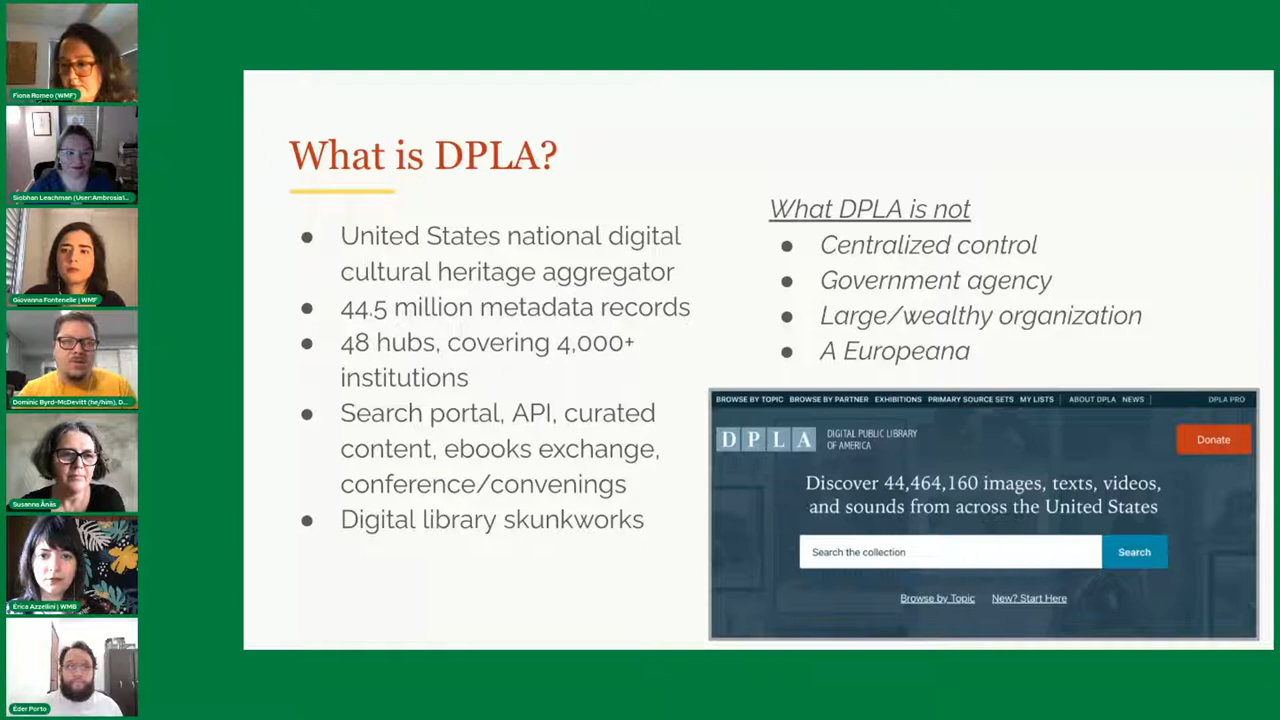 Fiona Romeo (WMF)
Siobhan Leachman (User:Ambrosia1...
Giovanna Fontenelle | WMF
Dominic Byrd-McDevitt (he/him), D...
Susanna Ånäs
Érica Azzellini | WMB
Éder Porto
What is DPLA?
● United States national digital
cultural heritage aggregator
● 44.5 million metadata records
● 48 hubs, covering 4,000+
institutions
● Search portal, API, curated
content, ebooks exchange,
conference/convenings
● Digital library skunkworks
What DPLA is not
● Centralized control
● Government agency
● Large/wealthy organization
● A Europeana
BROWSE BY TOPIC BROWSE BY PARTNER EXHIBITIONS PRIMARY SOURCE SETS MY LISTS | ABOUT DPLA NEWS | DPLA PRO
DPLA DIGITAL PUBLIC LIBRARY
OF AMERICA
Donate
Discover 44,464,160 images, texts, videos,
and sounds from across the United States
Search the collection
Search
Browse by Topic New? Start Here